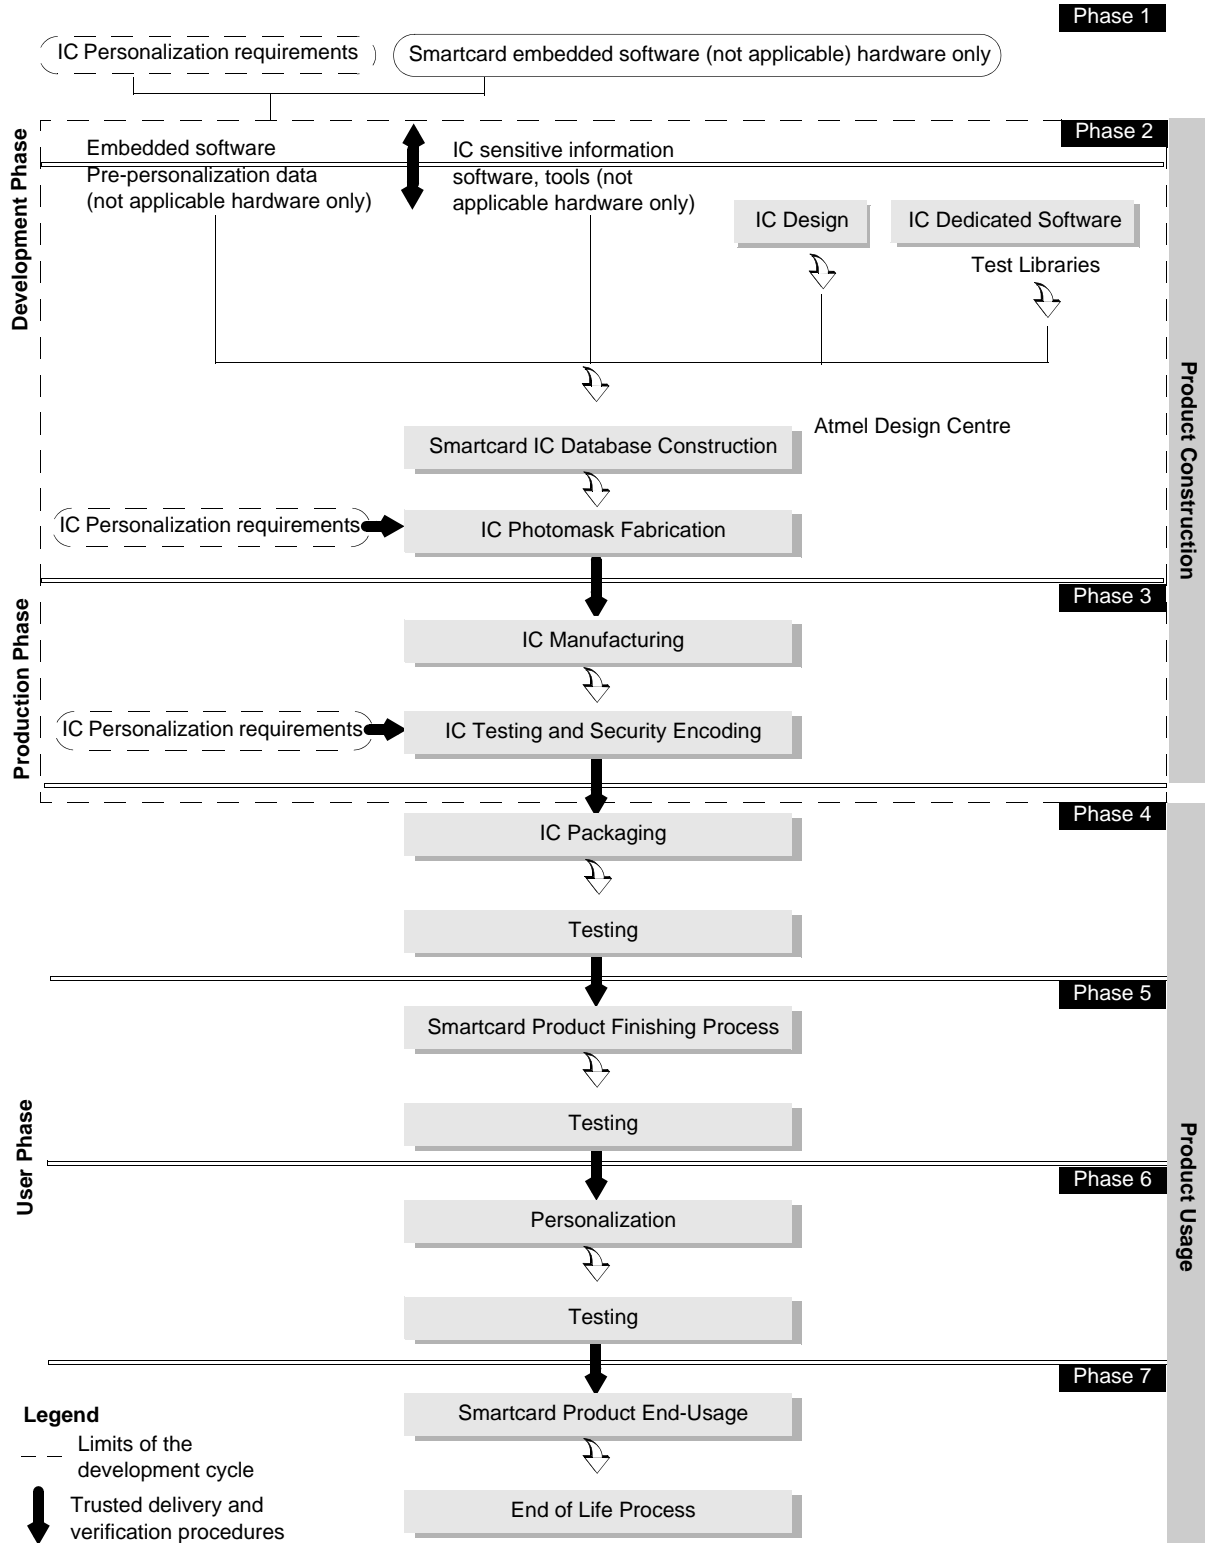 Phase 1
IC Personalization requirements
Smartcard embedded software (not applicable) hardware only
Development Phase
Phase 2
Embedded software
Pre-personalization data
(not applicable hardware only)
IC sensitive information
software, tools (not
applicable hardware only)
IC Design
IC Dedicated Software
Test Libraries
Product Construction
Atmel Design Centre
Smartcard IC Database Construction
IC Personalization requirements
IC Photomask Fabrication
Production Phase
Phase 3
IC Manufacturing
IC Personalization requirements
IC Testing and Security Encoding
Phase 4
IC Packaging
Testing
Phase 5
Smartcard Product Finishing Process
User Phase
Testing
Product Usage
Phase 6
Personalization
Testing
Phase 7
Smartcard Product End-Usage
End of Life Process
Legend
Limits of the
development cycle
Trusted delivery and
verification procedures